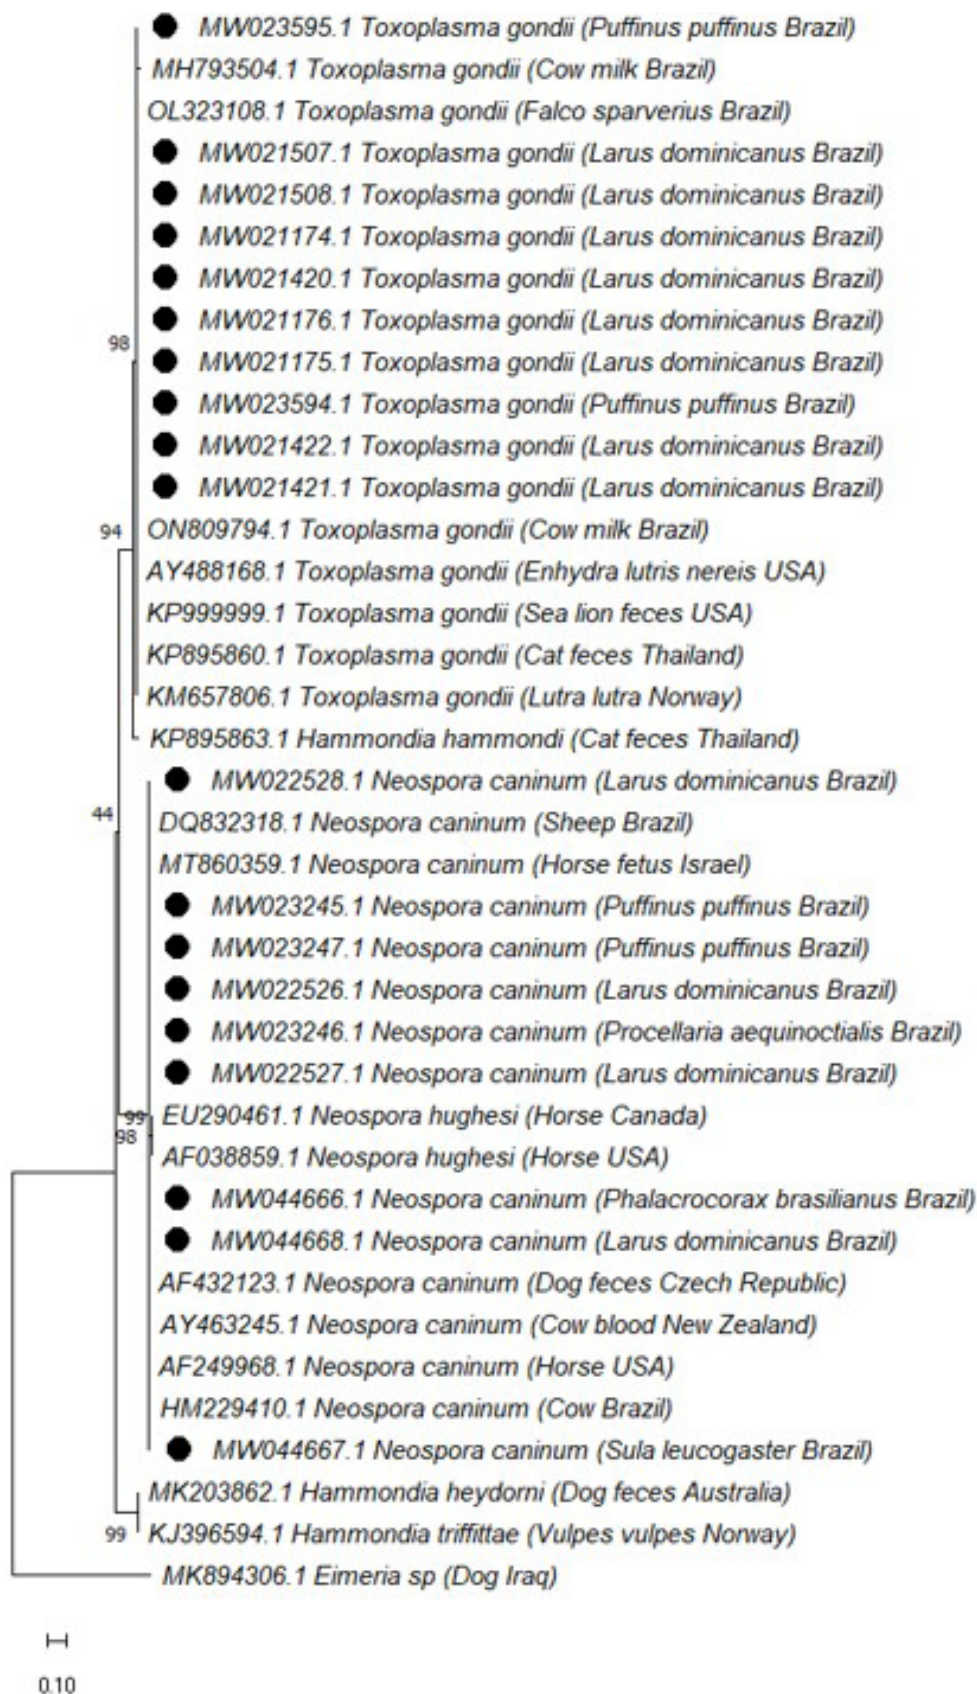 MW023595.1 Toxoplasma gondii (Puffinus puffinus Brazil)
MH793504.1 Toxoplasma gondii (Cow milk Brazil)
OL323108.1 Toxoplasma gondii (Falco sparverius Brazil)
MW021507.1 Toxoplasma gondii (Larus dominicanus Brazil)
MW021508.1 Toxoplasma gondii (Larus dominicanus Brazil)
MW021174.1 Toxoplasma gondii (Larus dominicanus Brazil)
MW021420.1 Toxoplasma gondii (Larus dominicanus Brazil)
MW021176.1 Toxoplasma gondii (Larus dominicanus Brazil)
98
MW021175.1 Toxoplasma gondii (Larus dominicanus Brazil)
MW023594.1 Toxoplasma gondii (Puffinus puffinus Brazil)
MW021422.1 Toxoplasma gondii (Larus dominicanus Brazil)
MW021421.1 Toxoplasma gondii (Larus dominicanus Brazil)
94
ON809794.1 Toxoplasma gondii (Cow milk Brazil)
AY488168.1 Toxoplasma gondii (Enhydra lutris nereis USA)
KP999999.1 Toxoplasma gondii (Sea lion feces USA)
KP895860.1 Toxoplasma gondii (Cat feces Thailand)
KM657806.1 Toxoplasma gondii (Lutra lutra Norway)
KP895863.1 Hammondia hammondi (Cat feces Thailand)
MW022528.1 Neospora caninum (Larus dominicanus Brazil)
44
DQ832318.1 Neospora caninum (Sheep Brazil)
MT860359.1 Neospora caninum (Horse fetus Israel)
MW023245.1 Neospora caninum (Puffinus puffinus Brazil)
MW023247.1 Neospora caninum (Puffinus puffinus Brazil)
MW022526.1 Neospora caninum (Larus dominicanus Brazil)
MW023246.1 Neospora caninum (Procellaria aequinoctialis Brazil)
MW022527.1 Neospora caninum (Larus dominicanus Brazil)
99
EU290461.1 Neospora hughesi (Horse Canada)
98
AF038859.1 Neospora hughesi (Horse USA)
MW044666.1 Neospora caninum (Phalacrocorax brasilianus Brazil)
MW044668.1 Neospora caninum (Larus dominicanus Brazil)
AF432123.1 Neospora caninum (Dog feces Czech Republic)
AY463245.1 Neospora caninum (Cow blood New Zealand)
AF249968.1 Neospora caninum (Horse USA)
HM229410.1 Neospora caninum (Cow Brazil)
MW044667.1 Neospora caninum (Sula leucogaster Brazil)
MK203862.1 Hammondia heydorni (Dog feces Australia)
99
KJ396594.1 Hammondia triffittae (Vulpes vulpes Norway)
MK894306.1 Eimeria sp (Dog Iraq)
0.10